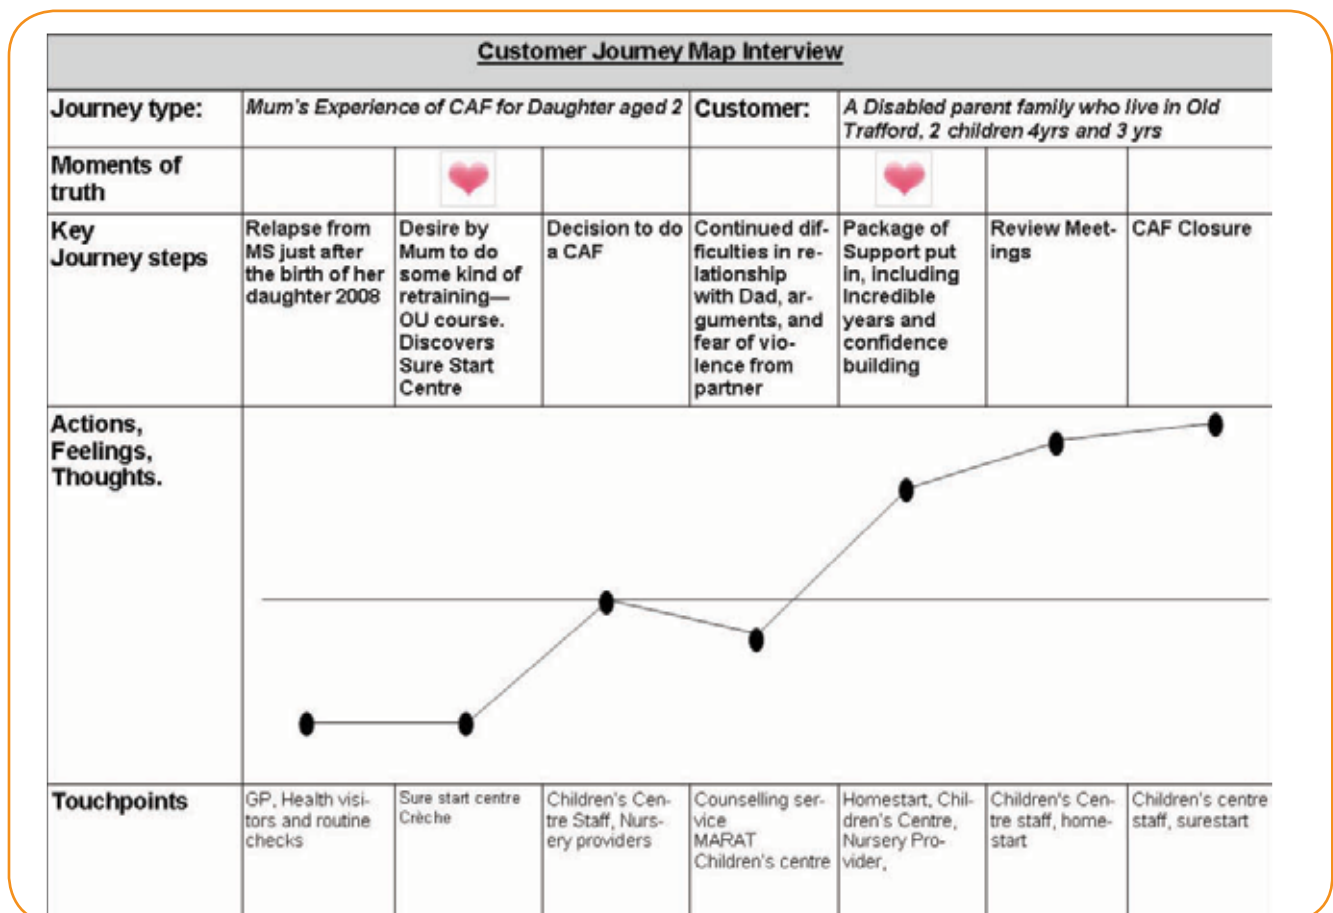 Customer Journey Map Interview
Journey type:
Mum's Experience of CAF for Daughter aged 2
Customer:
A Disabled parent family who live in Old
Trafford, 2 children 4yrs and 3 yrs
Moments of
truth
Key
Journey steps
Relapse from
MS just after
the birth of her
daughter 2008
Desire by
Mum to do
some kind of
retraining—
OU course.
Discovers
Sure Start
Centre
Decision to do
a CAF
Continued dif-
ficulties in re-
lationship
with Dad, ar-
guments, and
fear of vio-
lence from
partner
Package of
Support put
in, including
Incredible
years and
confidence
building
Review Meet-
ings
CAF Closure
Actions,
Feelings,
Thoughts.
Touchpoints
GP, Health visi-
tors and routine
checks
Sure start centre
Crèche
Children's Cen-
tre Staff, Nurs-
ery providers
Counselling ser-
vice
MARAT
Children's centre
Homestart, Chil-
dren's Centre,
Nursery Pro-
vider,
Children's Cen-
tre staff, home-
start
Children's centre
staff, surestart